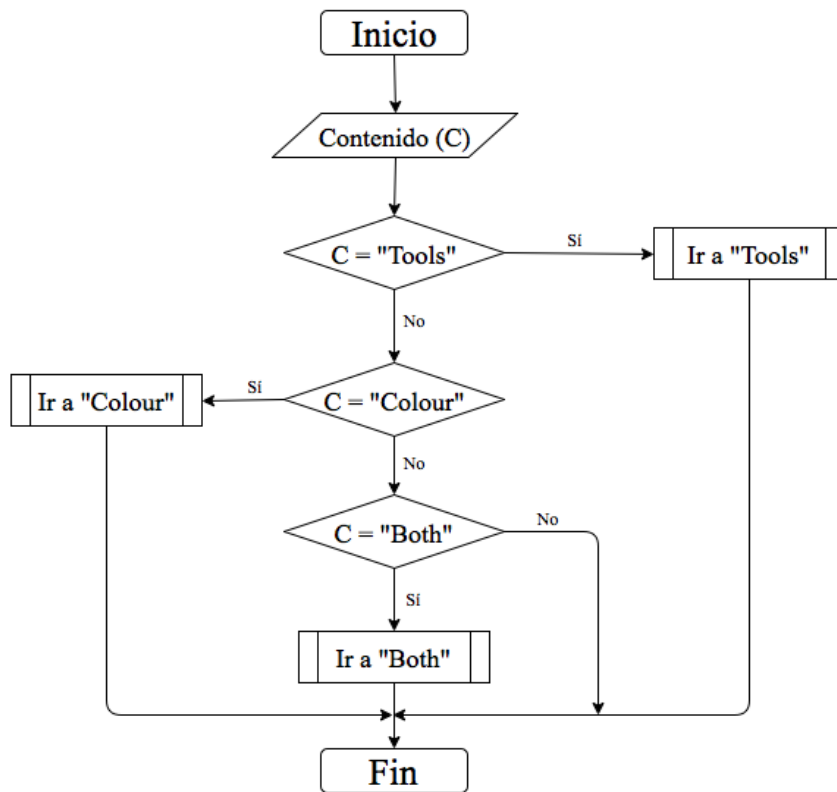 Inicio
Contenido (C)
C = "Tools"
Sí
Ir a "Tools"
No
Ir a "Colour"
Sí
C = "Colour"
No
C = "Both"
No
Sí
Ir a "Both"
Fin